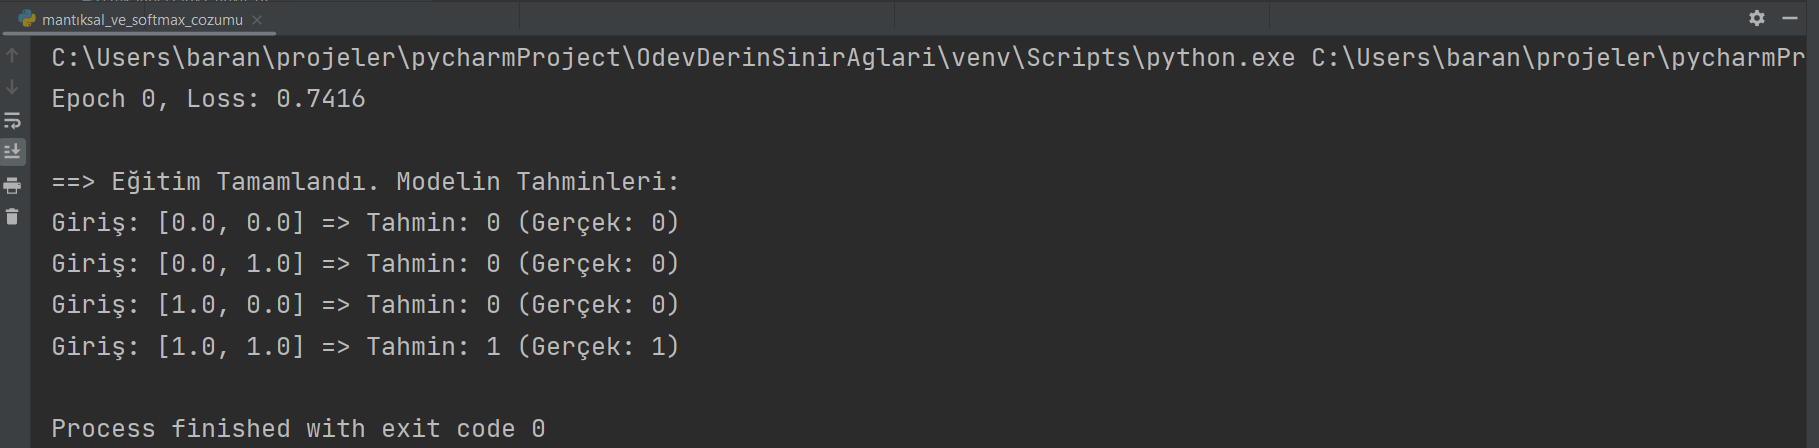 mantıksal_ve_softmax_cozumu
C:\Users\baran\projeler\pycharmProject\OdevDerinSinirAglari\venv\Scripts\python.exe C:\Users\baran\projeler\pycharmPr
Epoch 0, Loss: 0.7416
==> Eğitim Tamamlandı. Modelin Tahminleri:
Giriş: [0.0, 0.0] => Tahmin: 0 (Gerçek: 0)
Giriş: [0.0, 1.0] => Tahmin: 0 (Gerçek: 0)
Giriş: [1.0, 0.0] => Tahmin: 0 (Gerçek: 0)
Giriş: [1.0, 1.0] => Tahmin: 1 (Gerçek: 1)
Process finished with exit code 0